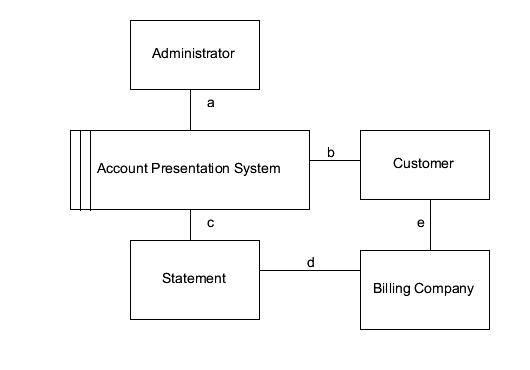 Administrator
a
Account Presentation System
b
Customer
c
e
Statement
d
Billing Company